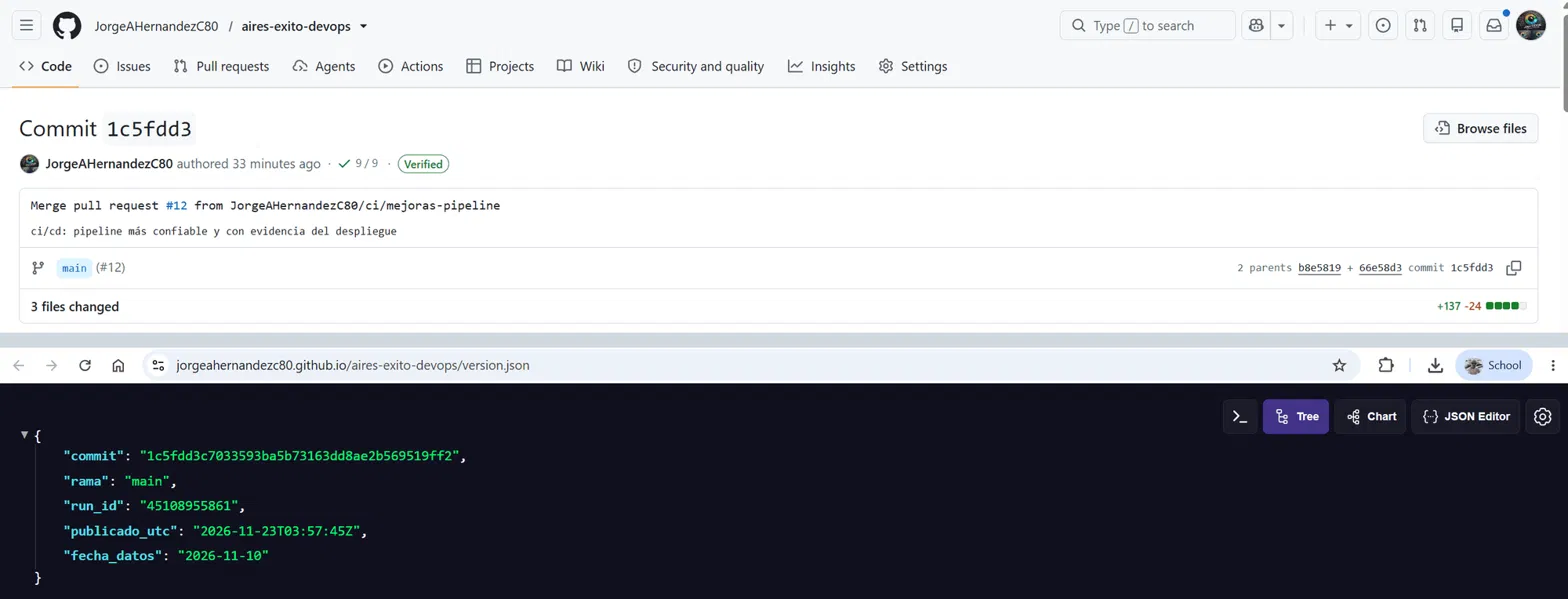 JorgeAHernandezC80 / aires-exito-devops
Type / to search
Code Issues Pull requests Agents Actions Projects Wiki Security and quality Insights Settings
Commit 1c5fdd3
Browse files
JorgeAHernandezC80 authored 33 minutes ago · 9 / 9 · Verified
Merge pull request #12 from JorgeAHernandezC80/ci/mejoras-pipeline
ci/cd: pipeline más confiable y con evidencia del despliegue
main (#12)
2 parents b8e5819 + 66e58d3 commit 1c5fdd3
3 files changed
+137 -24
jorgeahernandezc80.github.io/aires-exito-devops/version.json
School
Tree Chart JSON Editor
{
"commit": "1c5fdd3c7033593ba5b73163dd8ae2b569519ff2",
"rama": "main",
"run_id": "45108955861",
"publicado_utc": "2026-11-23T03:57:45Z",
"fecha_datos": "2026-11-10"
}